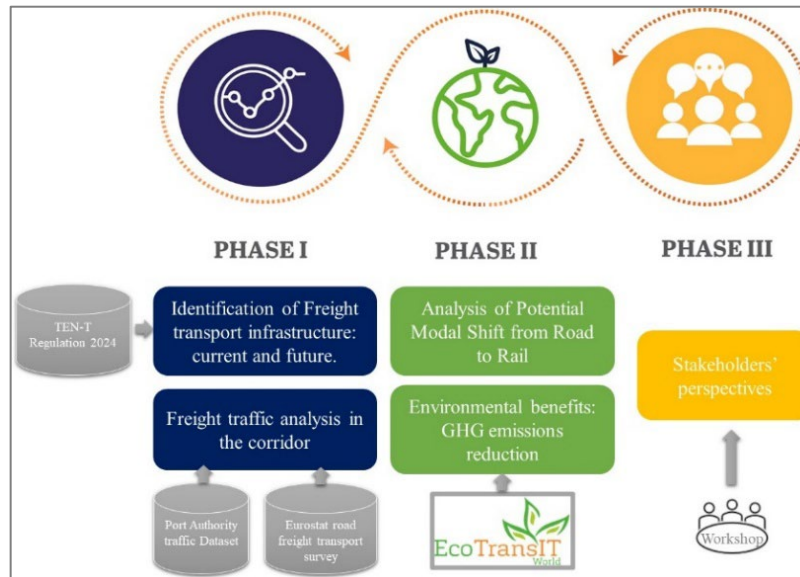 PHASE I
PHASE II
PHASE III
TEN-T
Regulation 2024
Identification of Freight
transport infrastructure:
current and future.
Analysis of Potential
Modal Shift from Road
to Rail
Stakeholders’
perspectives
Freight traffic analysis in
the corridor
Environmental benefits:
GHG emissions
reduction
Port Authority
traffic Dataset
Eurostat road
freight transport
survey
EcoTransIT
World
Workshop